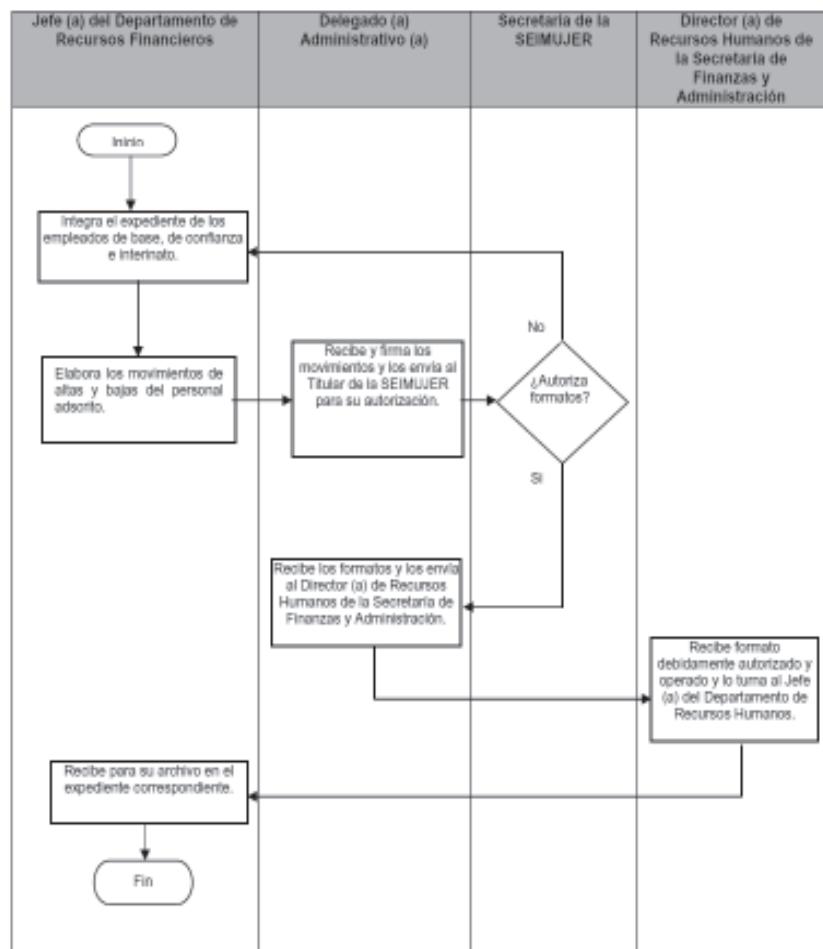 Jefe (a) del Departamento de
Recursos Financieros
Delegado (a)
Administrativo (a)
Secretaria de la
SEIMUJER
Director (a) de
Recursos Humanos de
la Secretaría de
Finanzas y
Administración
Inicio
Integra el expediente de los
empleados de base, de confianza
e interinato.
Elabora los movimientos de
altas y bajas del personal
adscrito.
Recibe y firma los
movimientos y los envía al
Titular de la SEIMUJER
para su autorización.
No
¿Autoriza
formatos?
SI
Recibe los formatos y los envía
al Director (a) de Recursos
Humanos de la Secretaría de
Finanzas y Administración.
Recibe formato
debidamente autorizado y
operado y lo turna al Jefe
(a) del Departamento de
Recursos Humanos.
Recibe para su archivo en el
expediente correspondiente.
Fin